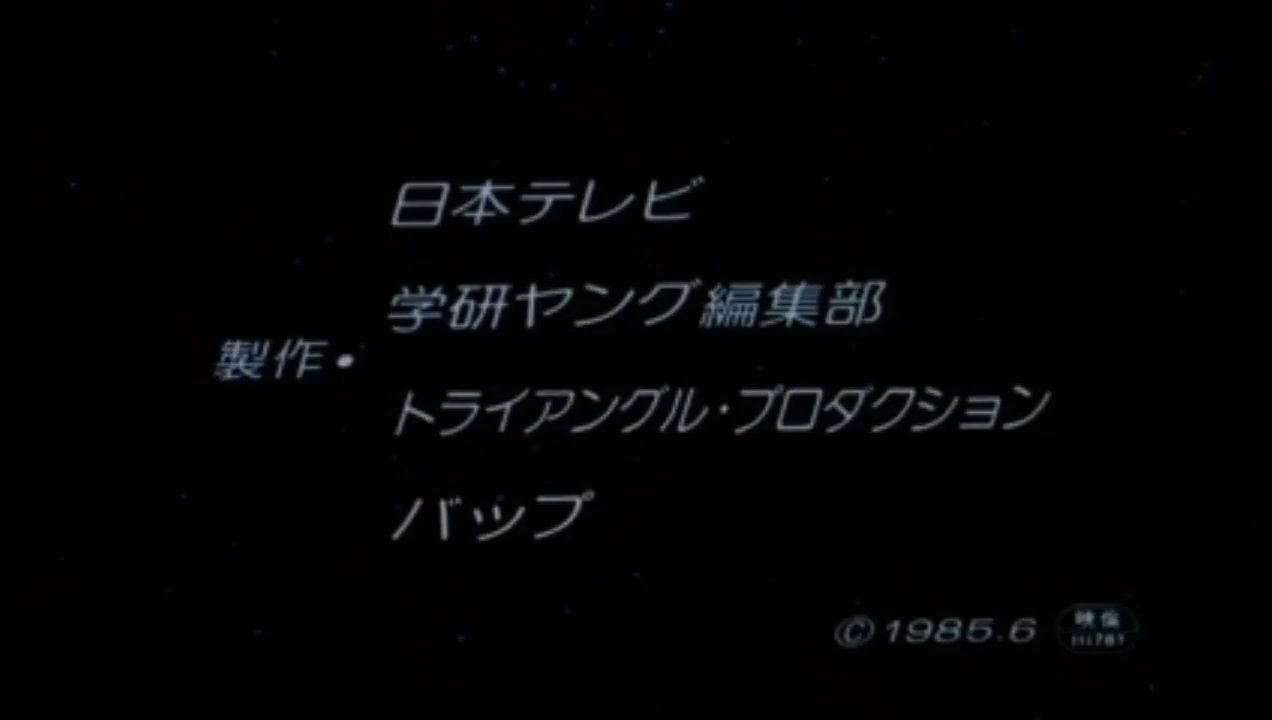 日本テレビ
学研ヤング編集部
製作・
トライアングル・プロダクション
バップ
©1985.6
映倫